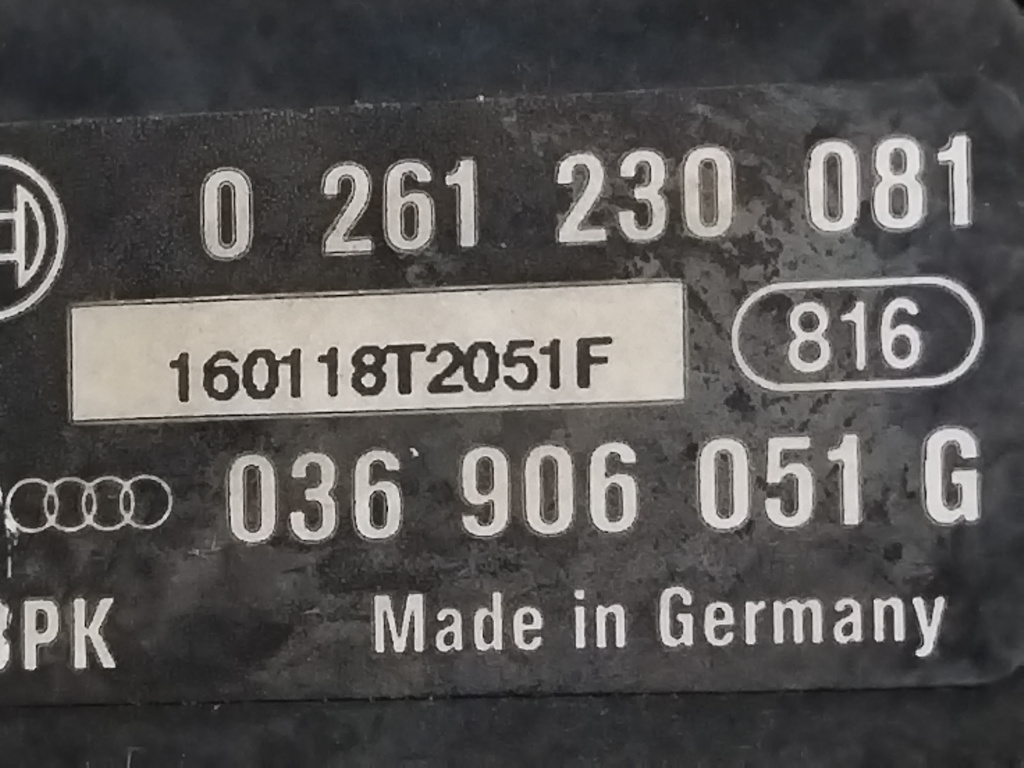 0 261 230 081
160118T2051F
816
036 906 051 G
PK
Made in Germany